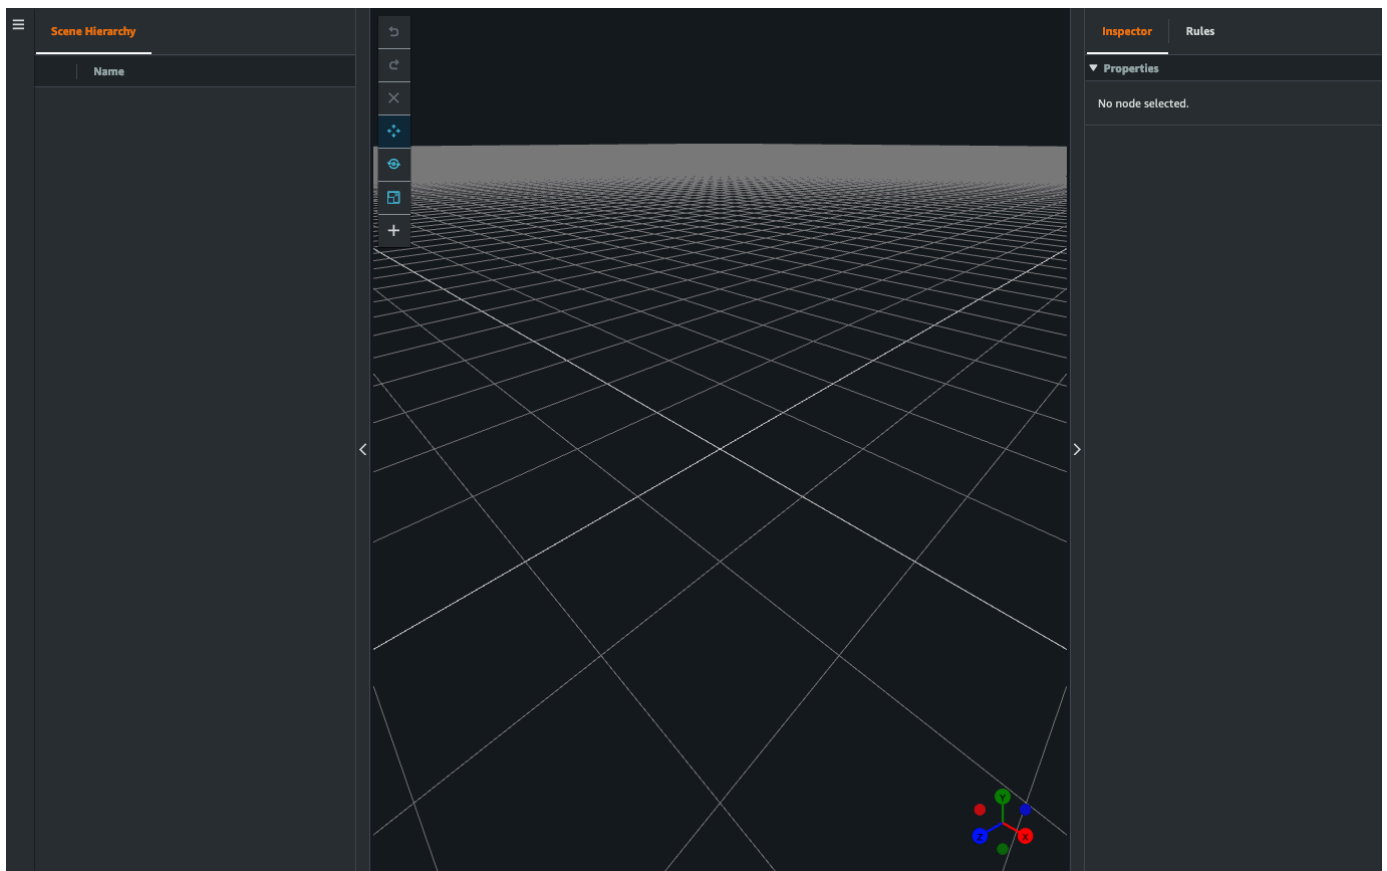 Scene Hierarchy
Name
Inspector
Rules
Properties
No node selected.
Y
Z
X